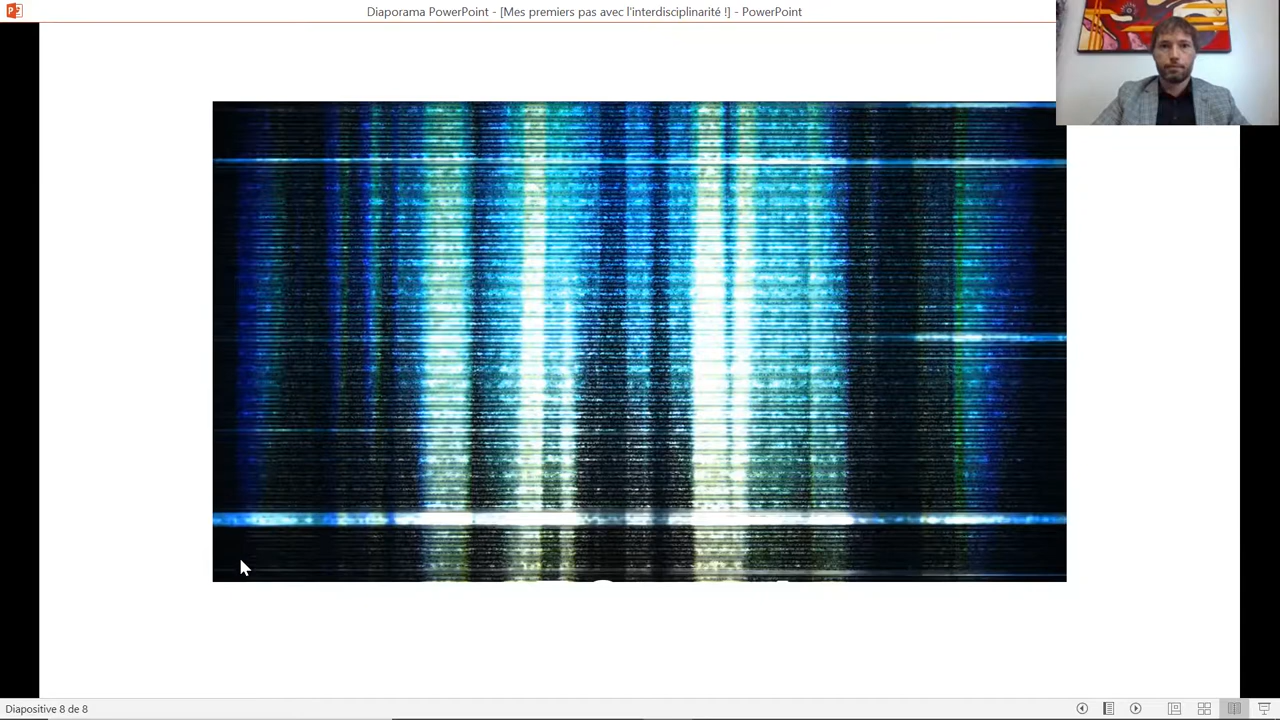 Diaporama PowerPoint - [Mes premiers pas avec l'interdisciplinarité !] - PowerPoint
Diapositive 8 de 8